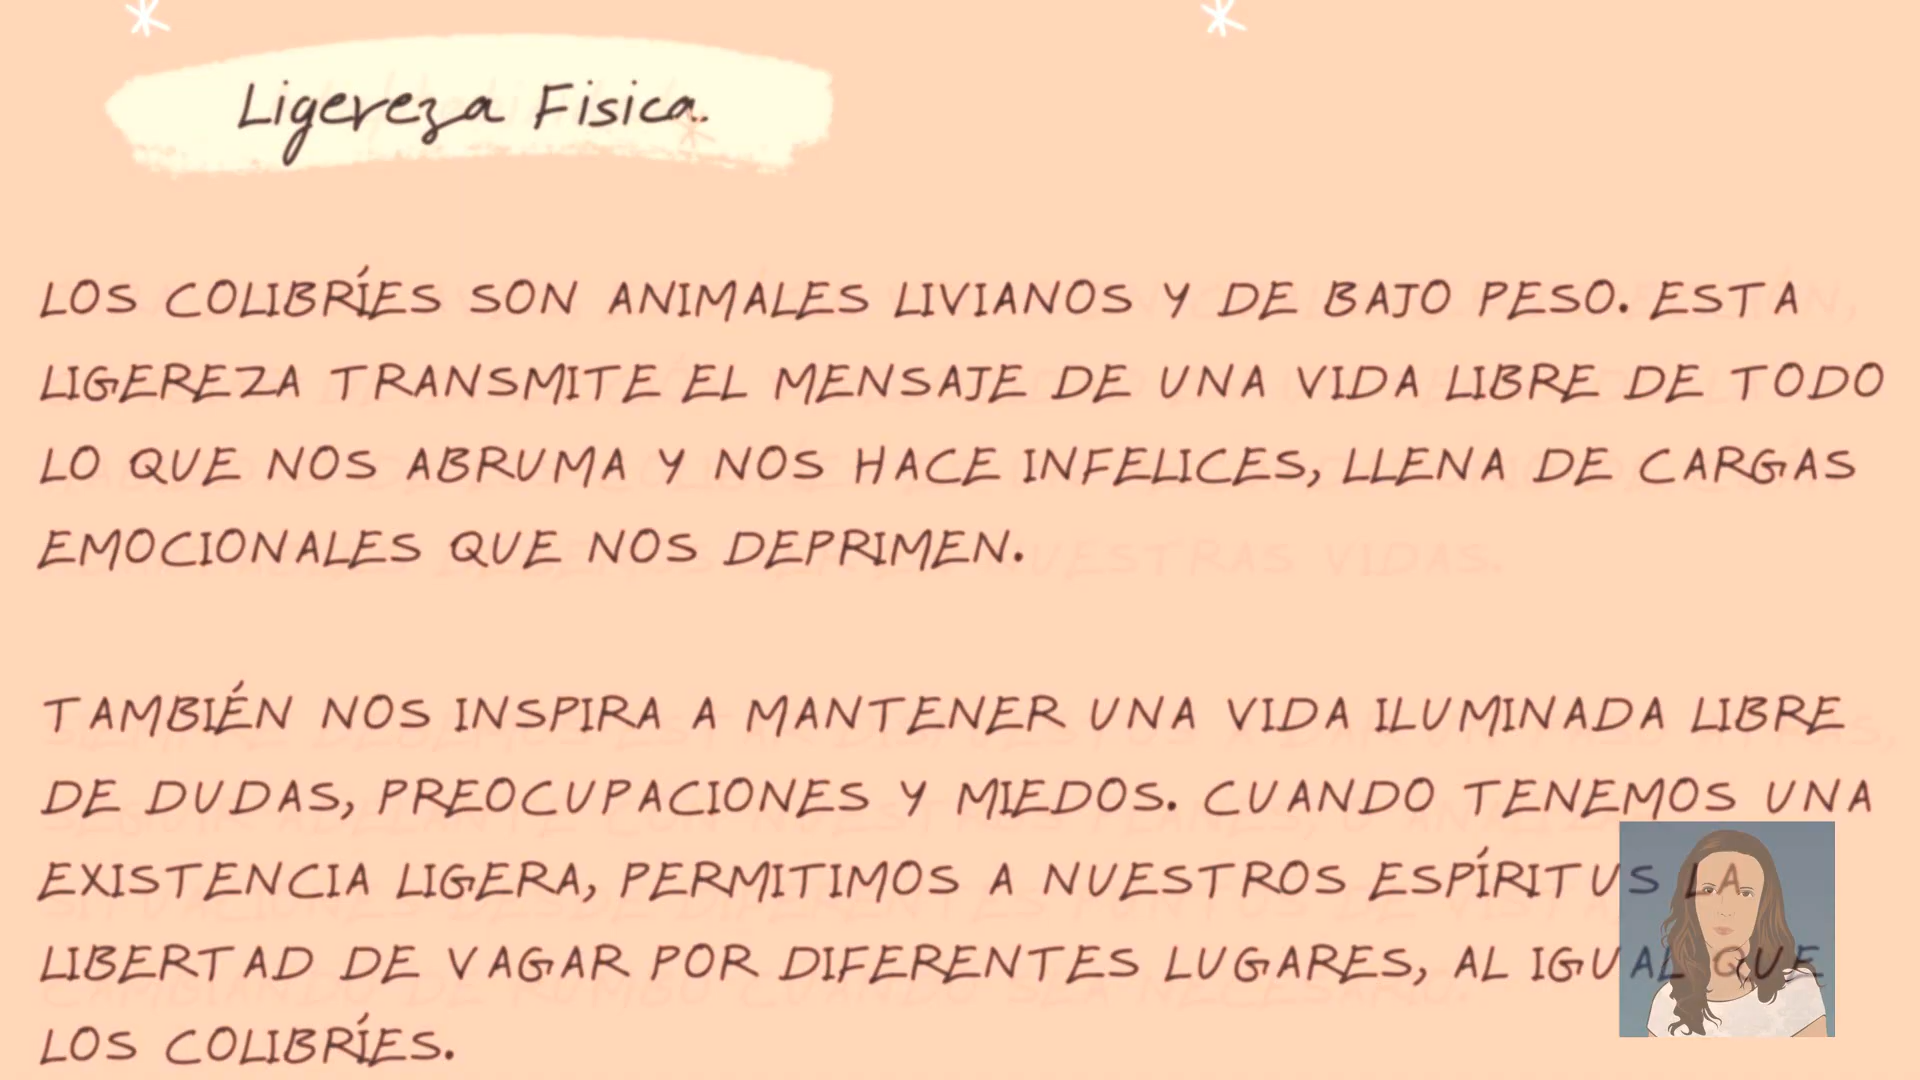 Ligereza Fisica.
LOS COLIBRÍES SON ANIMALES LIVIANOS Y DE BAJO PESO. ESTA
LIGEREZA TRANSMITE EL MENSAJE DE UNA VIDA LIBRE DE TODO
LO QUE NOS ABRUMA Y NOS HACE INFELICES, LLENA DE CARGAS
EMOCIONALES QUE NOS DEPRIMEN.
TAMBIÉN NOS INSPIRA A MANTENER UNA VIDA ILUMINADA LIBRE
DE DUDAS, PREOCUPACIONES Y MIEDOS. CUANDO TENEMOS UNA
EXISTENCIA LIGERA, PERMITIMOS A NUESTROS ESPÍRITUS LA
LIBERTAD DE VAGAR POR DIFERENTES LUGARES, AL IGUAL QUE
LOS COLIBRÍES.